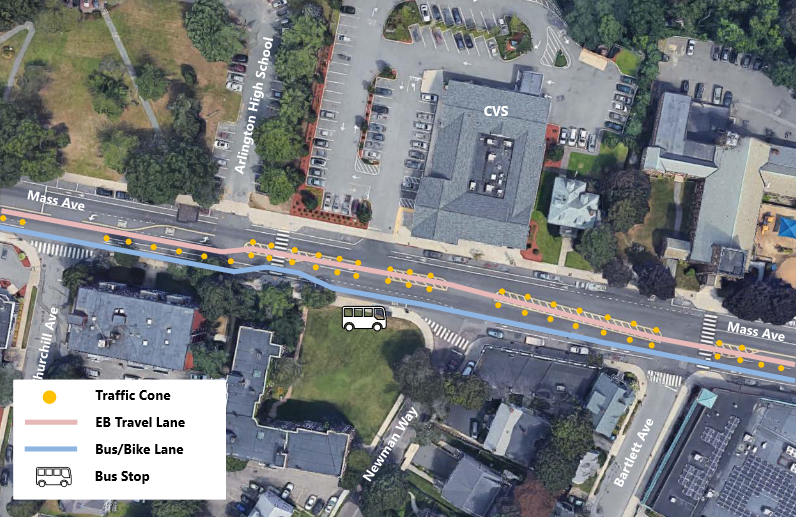 Arlington High School
CVS
Mass Ave
Mass Ave
Churchill Ave
Newman Way
Bartlett Ave
Traffic Cone
EB Travel Lane
Bus/Bike Lane
Bus Stop